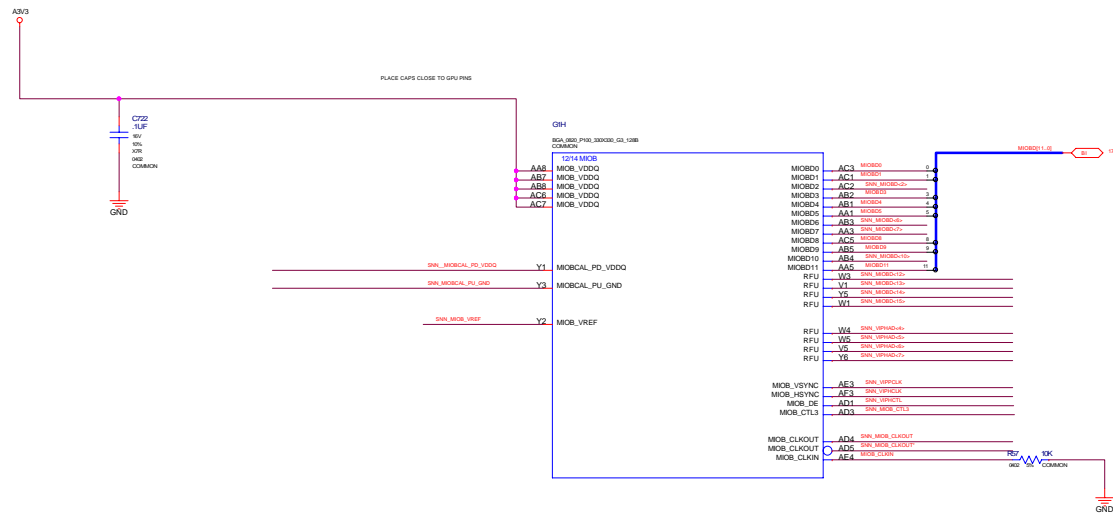 A3V3
PLACE CAPS CLOSE TO GPU PINS
C722
.1UF
16V
10%
X7R
0402
COMMON
GND
G1H
BGA_0820_P100_330X330_G3_128B
COMMON
12/14 MIOB
AA8 MIOB_VDDQ
AB7 MIOB_VDDQ
AB8 MIOB_VDDQ
AC6 MIOB_VDDQ
AC7 MIOB_VDDQ
SNN_MIOBCAL_PD_VDDQ Y1 MIOBCAL_PD_VDDQ
SNN_MIOBCAL_PU_GND Y3 MIOBCAL_PU_GND
SNN_MIOB_VREF Y2 MIOB_VREF
MIOBD[11..0] BI
MIOBD0 AC3 MIOBD0 0
MIOBD1 AC1 MIOBD1 1
MIOBD2 AC2 SNN_MIOBD<2>
MIOBD3 AB2 MIOBD3 3
MIOBD4 AB1 MIOBD4 4
MIOBD5 AA1 MIOBD5 5
MIOBD6 AB3 SNN_MIOBD<6>
MIOBD7 AA3 SNN_MIOBD<7>
MIOBD8 AC5 MIOBD8 8
MIOBD9 AB5 MIOBD9 9
MIOBD10 AB4 SNN_MIOBD<10>
MIOBD11 AA5 MIOBD11 11
RFU W3 SNN_MIOBD<12>
RFU V1 SNN_MIOBD<13>
RFU Y5 SNN_MIOBD<14>
RFU W1 SNN_MIOBD<15>
RFU W4 SNN_VIPHAD<4>
RFU W5 SNN_VIPHAD<5>
RFU V5 SNN_VIPHAD<6>
RFU Y6 SNN_VIPHAD<7>
MIOB_VSYNC AE3 SNN_VIPPCLK
MIOB_HSYNC AF3 SNN_VIPHCLK
MIOB_DE AD1 SNN_VIPHCTL
MIOB_CTL3 AD3 SNN_MIOB_CTL3
MIOB_CLKOUT AD4 SNN_MIOB_CLKOUT
MIOB_CLKOUT AD5 SNN_MIOB_CLKOUT*
MIOB_CLKIN AE4 MIOB_CLKIN
R57 10K
0402 5% COMMON
GND